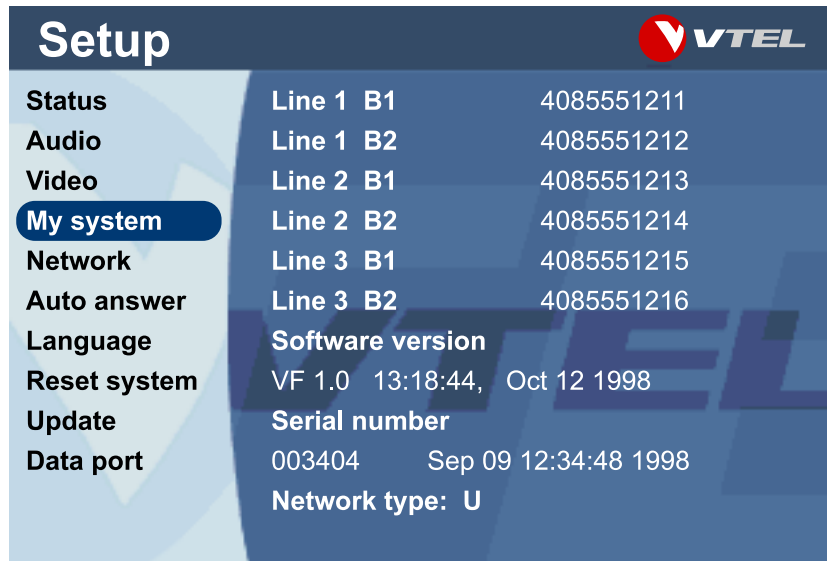 Setup
VTEL
Status
Audio
Video
My system
Network
Auto answer
Language
Reset system
Update
Data port
Line 1 B1 4085551211
Line 1 B2 4085551212
Line 2 B1 4085551213
Line 2 B2 4085551214
Line 3 B1 4085551215
Line 3 B2 4085551216
Software version
VF 1.0 13:18:44, Oct 12 1998
Serial number
003404 Sep 09 12:34:48 1998
Network type: U
VTEL